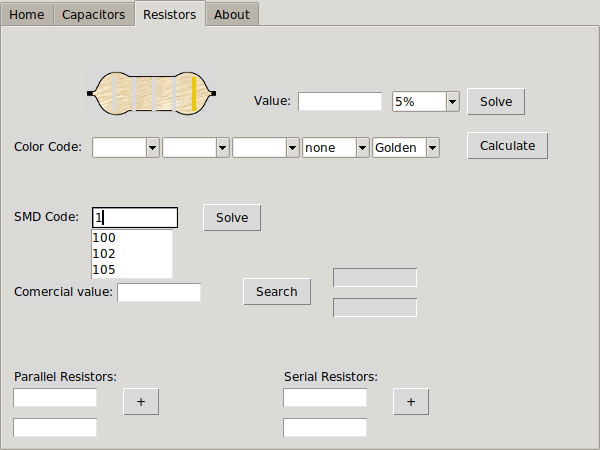 Home Capacitors Resistors About
Value: 5% Solve
Color Code: none Golden Calculate
SMD Code: 1 Solve
100
102
105
Comercial value: Search
Parallel Resistors: Serial Resistors:
+ +